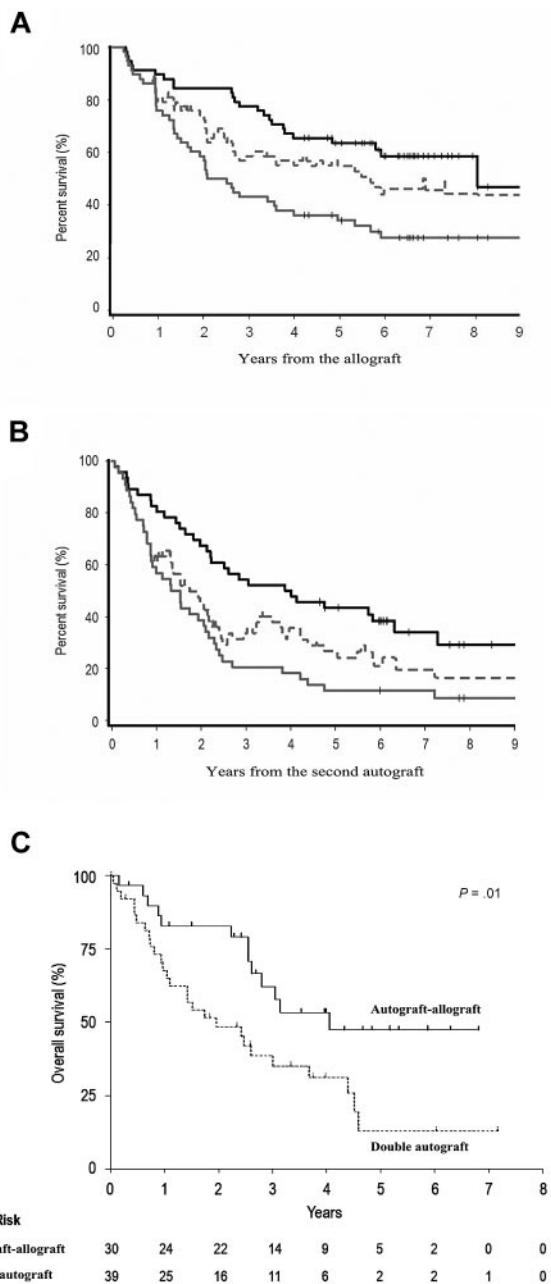 A
Percent survival (%)
100
80
60
40
20
0
0 1 2 3 4 5 6 7 8 9
Years from the allograft
B
Percent survival (%)
100
80
60
40
20
0
0 1 2 3 4 5 6 7 8 9
Years from the second autograft
C
Overall survival (%)
100
75
50
25
0
P = .01
Autograft-allograft
Double autograft
0 1 2 3 4 5 6 7 8
Years
Risk
aft-allograft 30 24 22 14 9 5 2 0 0
autograft 39 25 16 11 6 2 2 1 0